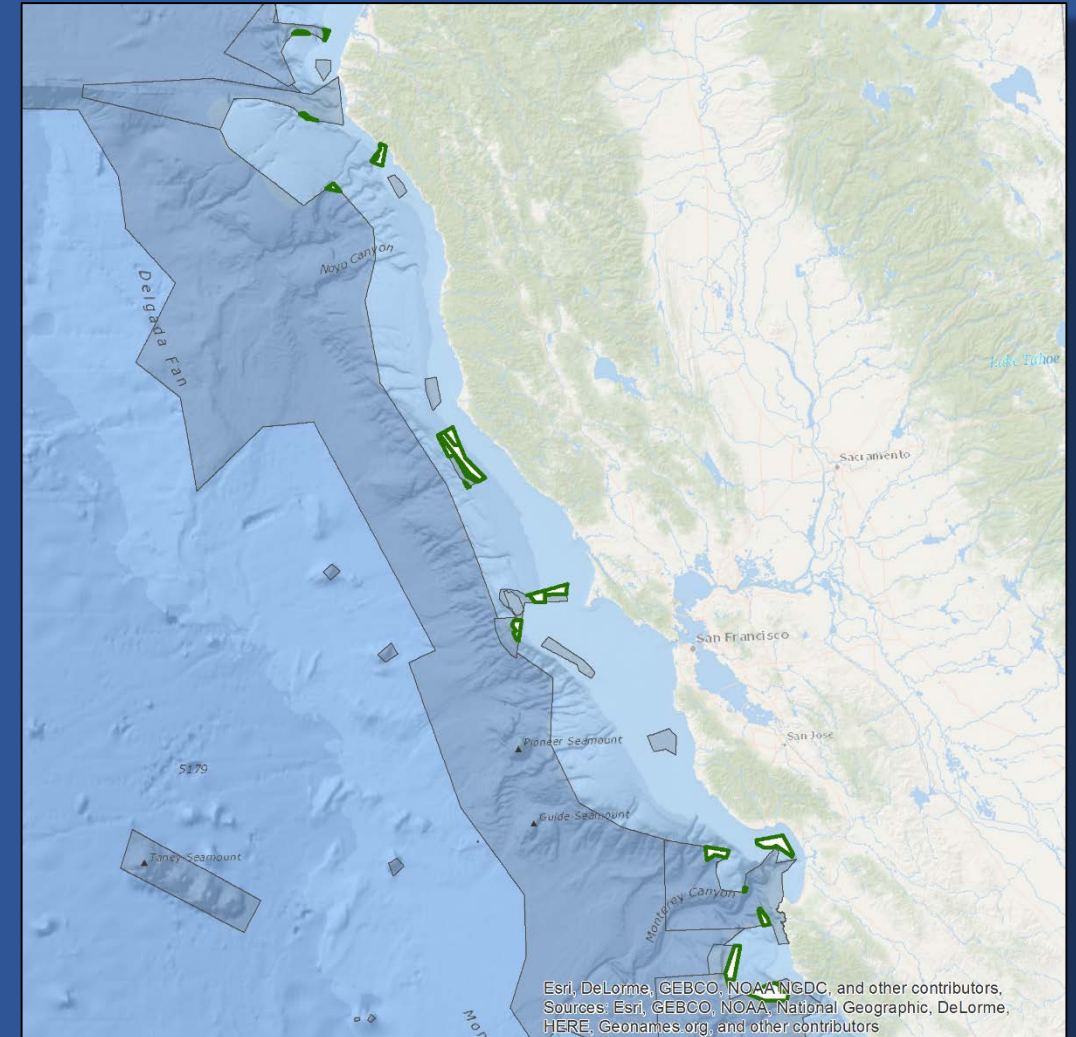 Noyo Canyon
Delgada Fan
Lake Tahoe
Sacramento
San Francisco
San Jose
Pioneer Seamount
5179
Guide Seamount
Taney Seamount
Monterey Canyon
Mon
Esri, DeLorme, GEBCO, NOAA NGDC, and other contributors,
Sources: Esri, GEBCO, NOAA, National Geographic, DeLorme,
HERE, Geonames.org, and other contributors